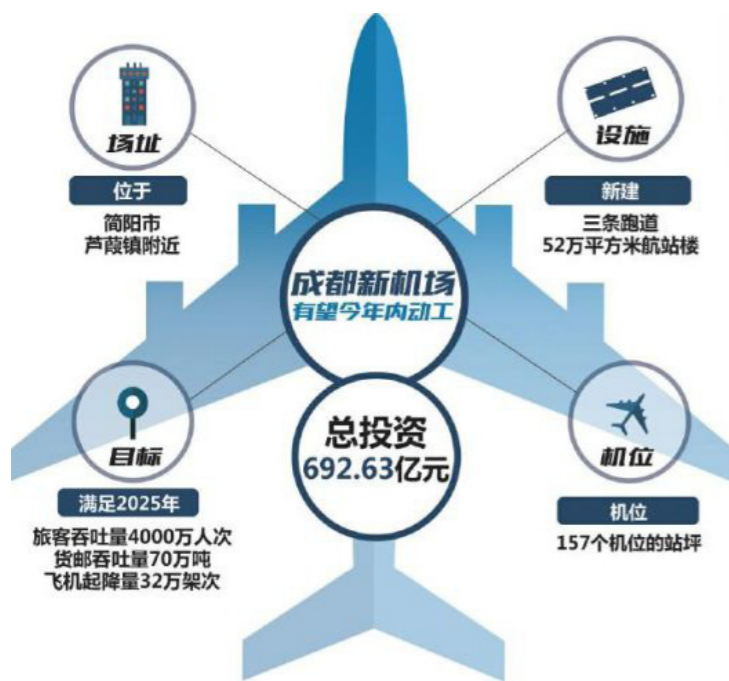 场址
位于
简阳市
芦葭镇附近
设施
新建
三条跑道
52万平方米航站楼
成都新机场
有望今年内动工
总投资
692.63亿元
目标
满足2025年
旅客吞吐量4000万人次
货邮吞吐量70万吨
飞机起降量32万架次
机位
机位
157个机位的站坪